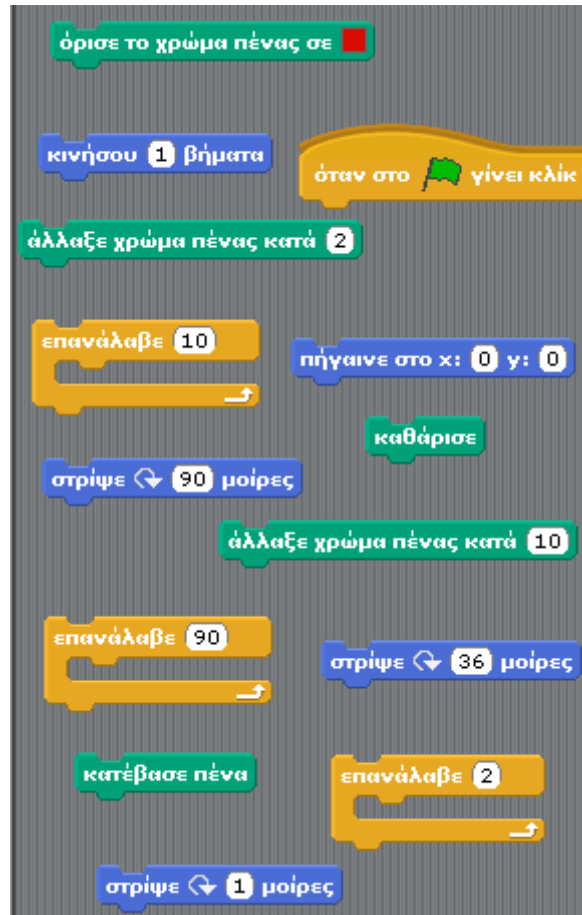 όρισε το χρώμα πένας σε
κινήσου 1 βήματα
όταν στο γίνει κλίκ
άλλαξε χρώμα πένας κατά 2
επανάλαβε 10
πήγαινε στο x: 0 y: 0
καθάρισε
στρίψε 90 μοίρες
άλλαξε χρώμα πένας κατά 10
επανάλαβε 90
στρίψε 36 μοίρες
κατέβασε πένα
επανάλαβε 2
στρίψε 1 μοίρες